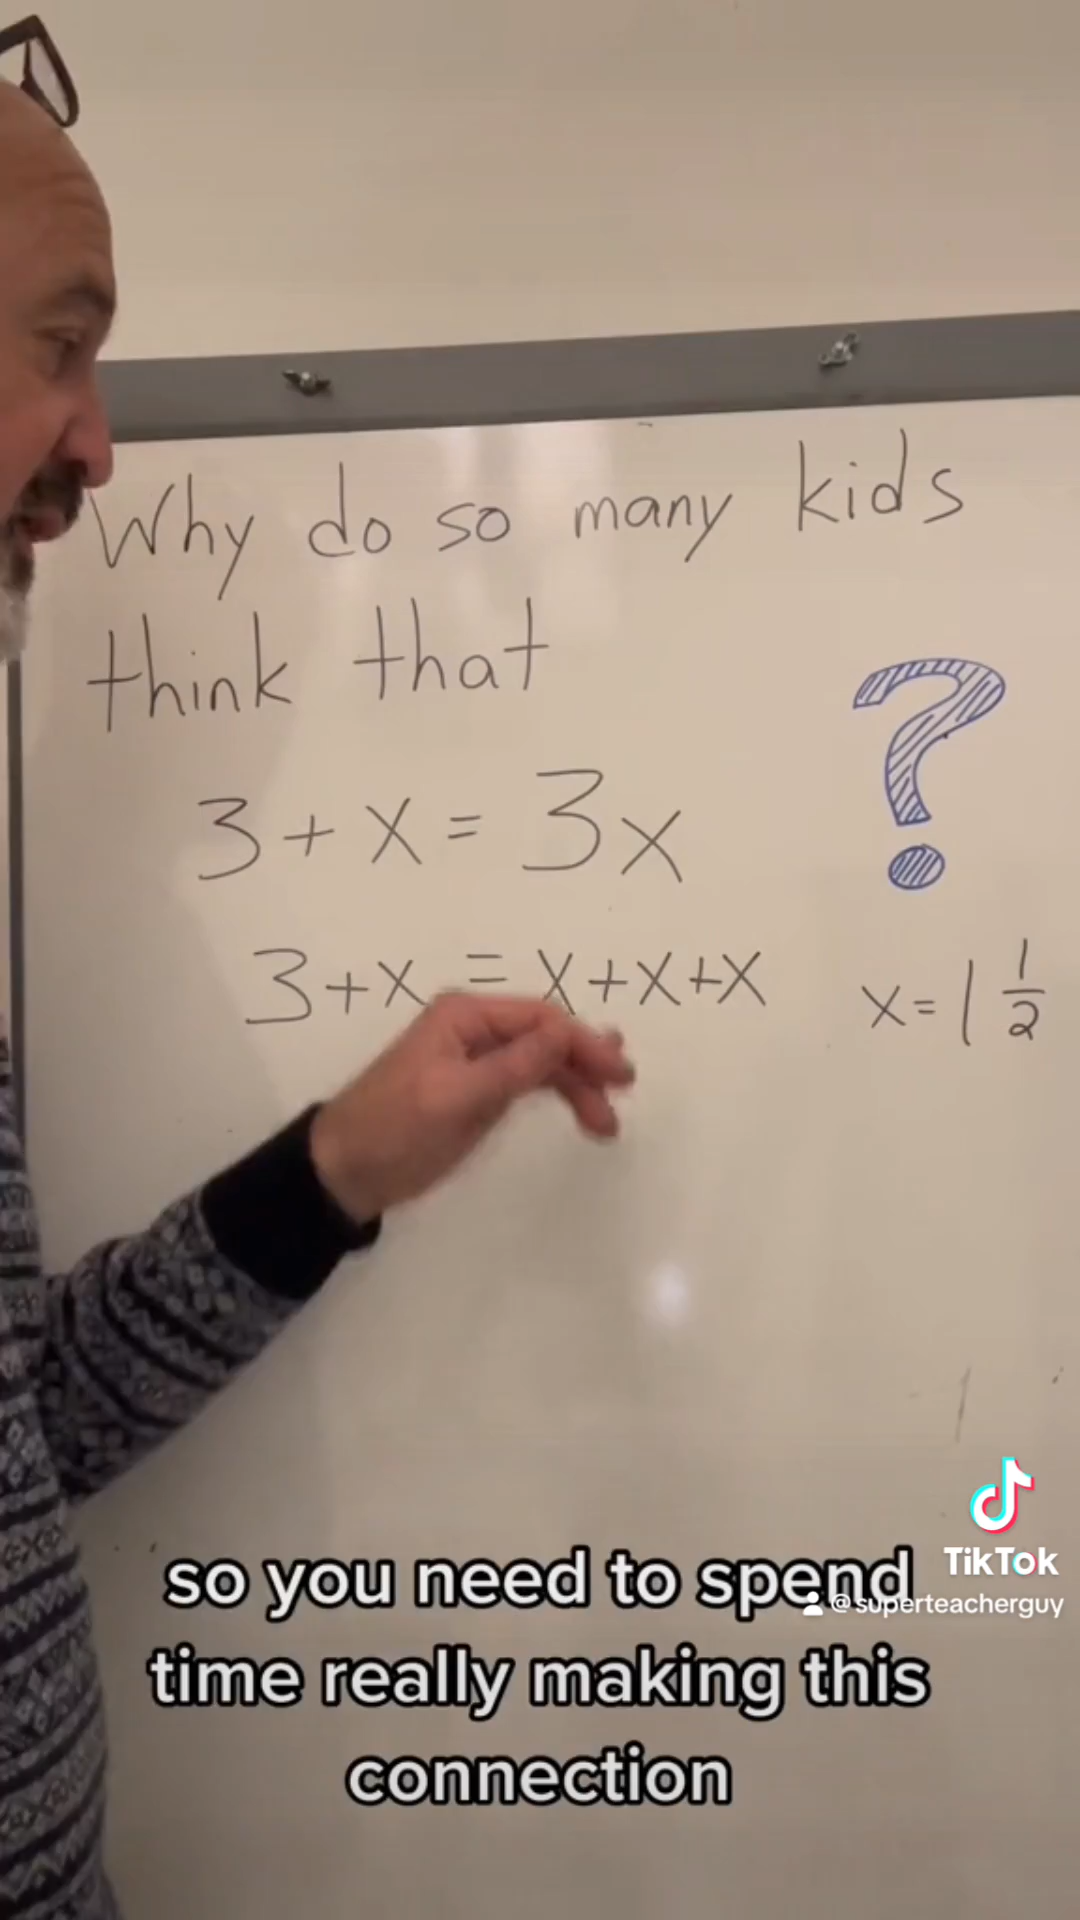 Why do so many kids
think that
?
3 + x = 3x
3+x = x+x+x x= 1 1/2
TikTok
so you need to spend
@superteacherguy
time really making this
connection